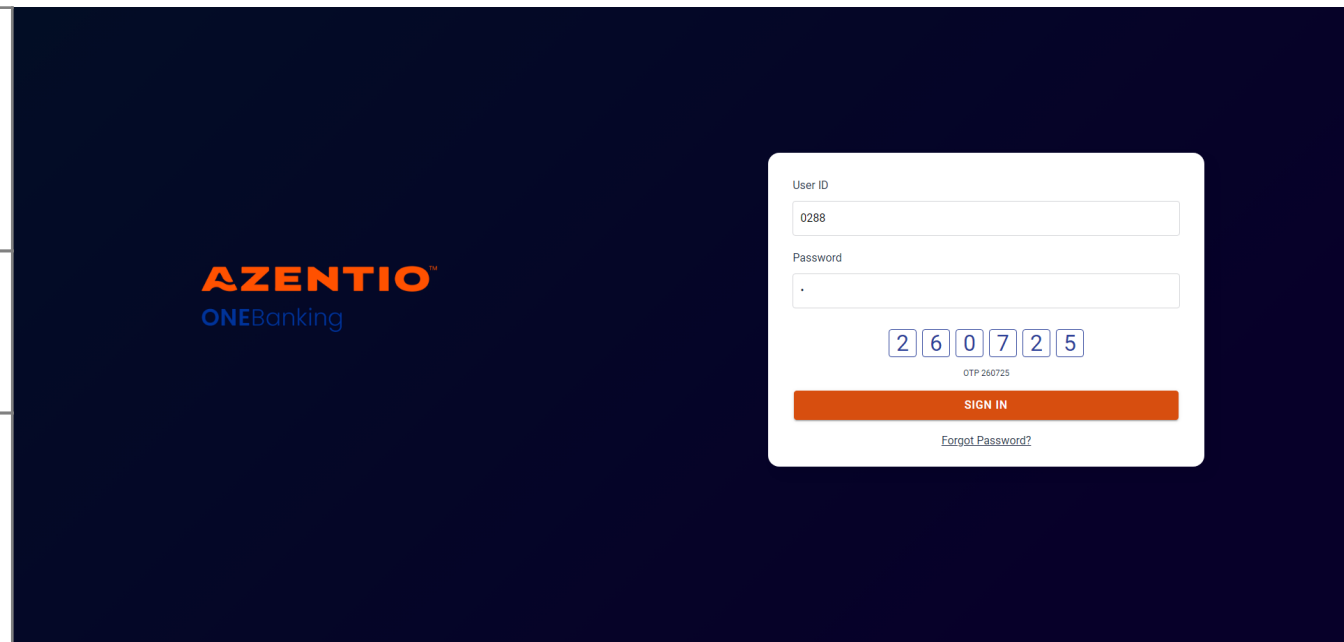 AZENTIO™
ONEBanking
User ID
0288
Password
•
2 6 0 7 2 5
OTP 260725
SIGN IN
Forgot Password?